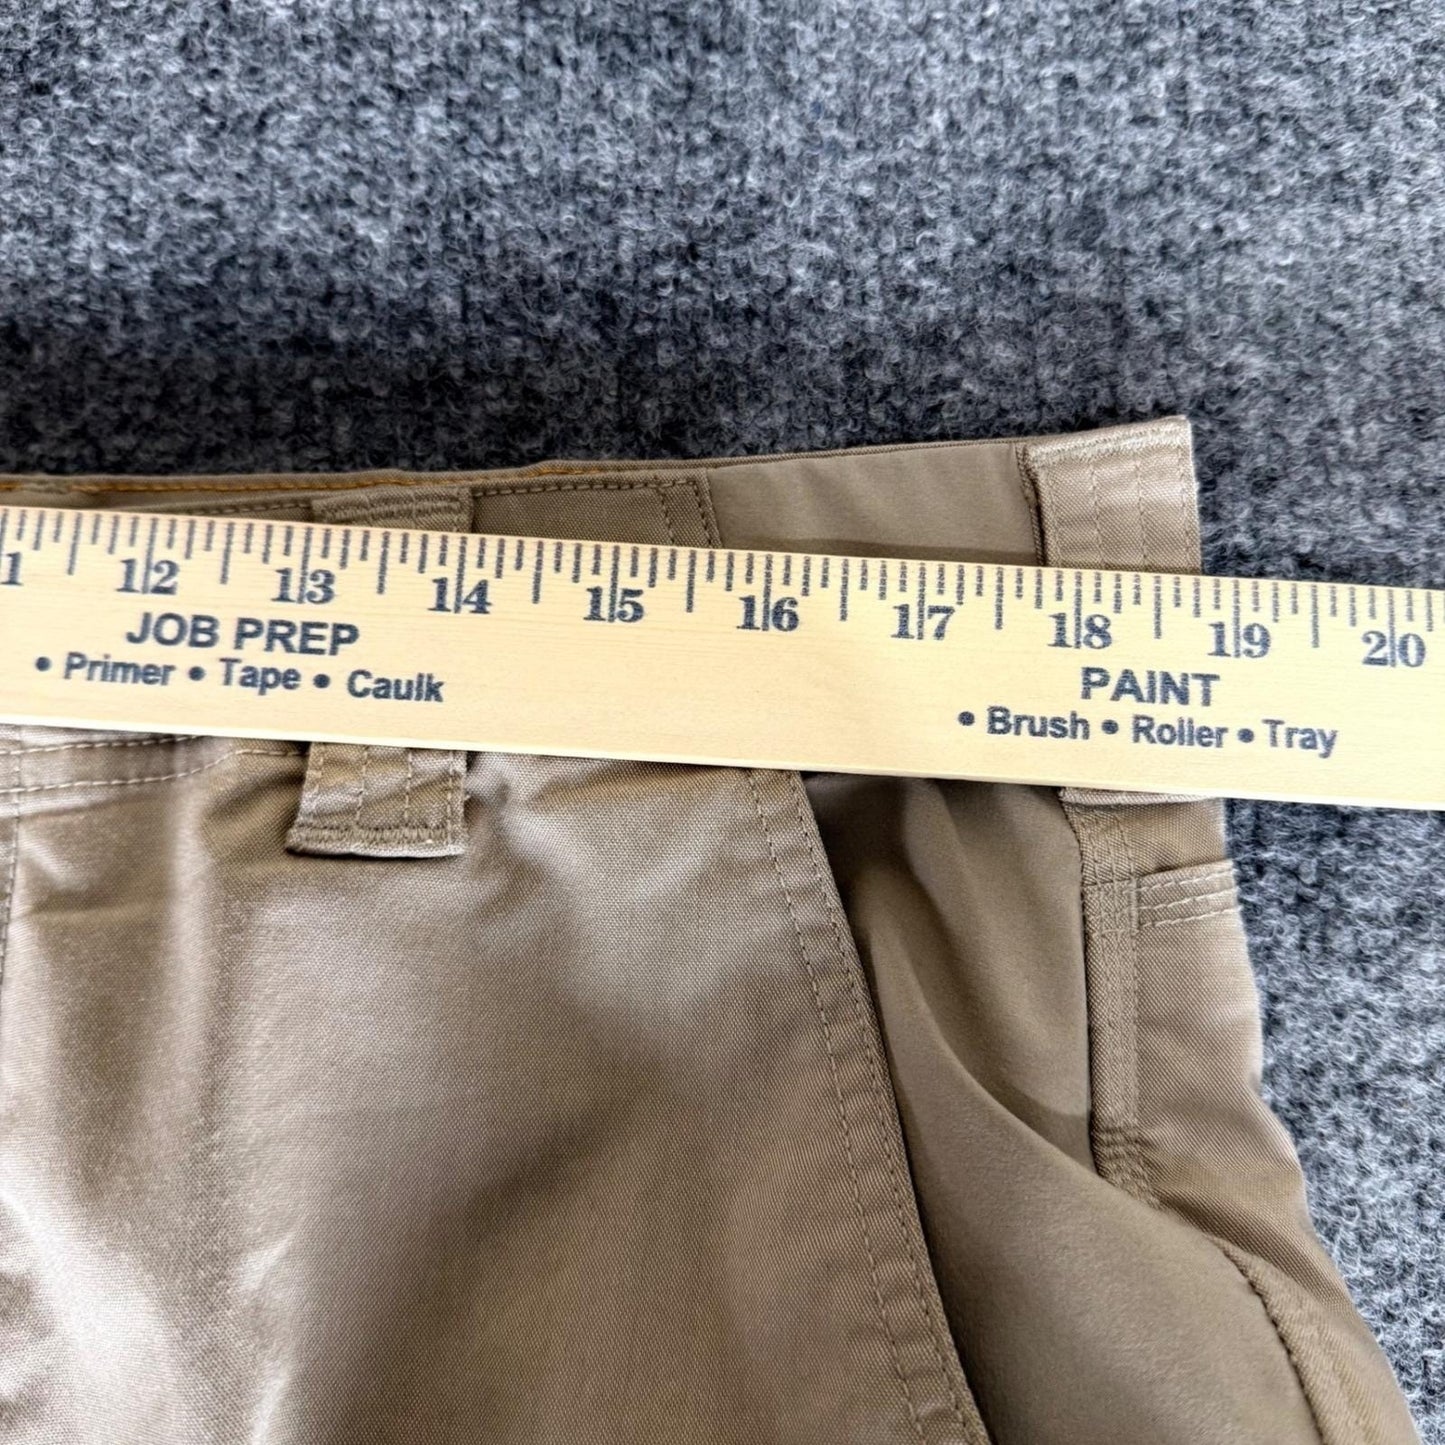 1 12 13 14 15 16 17 18 19 20
JOB PREP
• Primer • Tape • Caulk
PAINT
• Brush • Roller • Tray